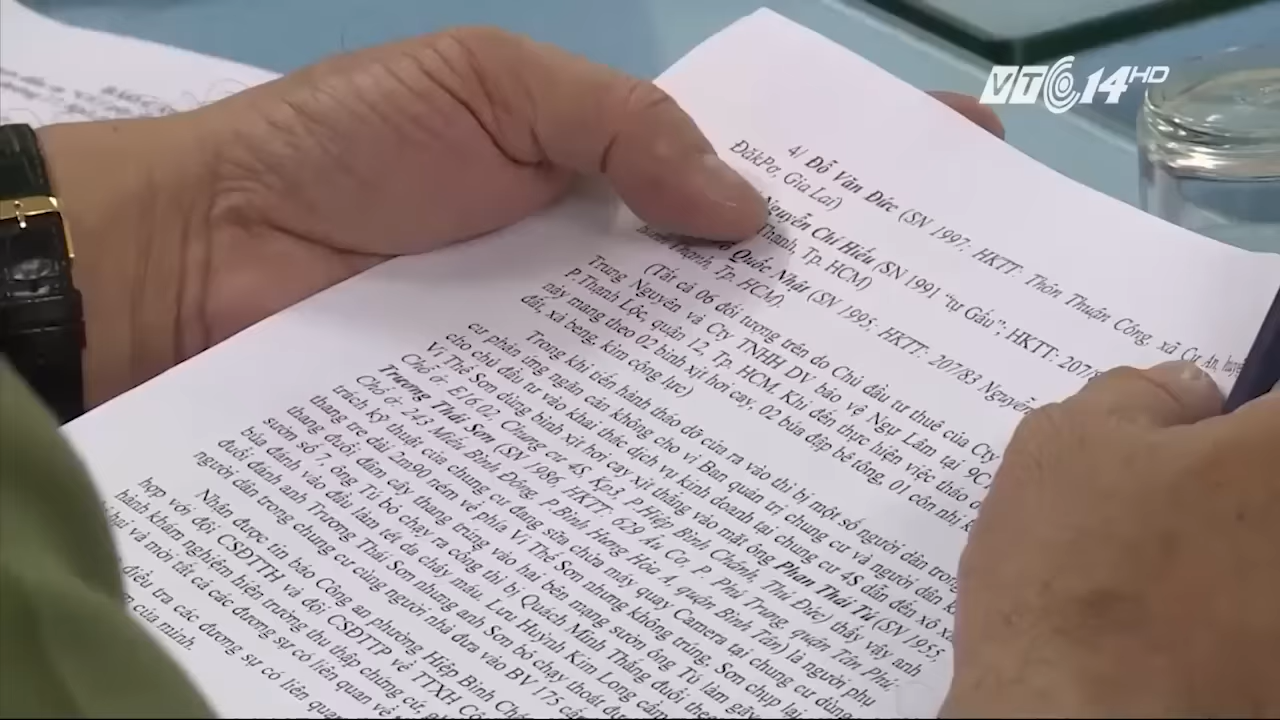 VTC14 HD
4/ Đỗ Văn Đức (SN 1997; HKTT: Thôn Thuận Công, xã Cư An, huyện
ĐăkPơ, Gia Lai)
Nguyễn Chí Hiếu (SN 1991 "tự Gấu"; HKTT: 207/8
Thạnh, Tp. HCM)
Quốc Nhật (SN 1995; HKTT: 207/83 Nguyễn
Thạnh, Tp. HCM)
(Tất cả 06 đối tượng trên do Chủ đầu tư thuê của Cty
Trung Nguyên và Cty TNHH DV bảo vệ Ngự Lâm tại 9C
P.Thạnh Lộc, quận 12, Tp. HCM. Khi đến thực hiện việc tháo
này mang theo 02 bình xịt hơi cay, 02 búa đập bê tông, 01 côn nhị
dài, xà beng, kìm cộng lực)
Trong khi tiến hành tháo dỡ cửa ra vào thì bị một số người dân trong
cư phản ứng ngăn cản không cho vì Ban quản trị chung cư và người dân
cho chủ đầu tư vào khai thác dịch vụ kinh doanh tại chung cư 4S dẫn đến xô xá
Vi Thế Sơn dùng bình xịt hơi cay xịt thẳng vào mặt ông Phan Thái Tú (SN 1955
Chỗ ở: E16.02, Chung cư 4S, Kp3, P.Hiệp Bình Chánh, Thủ Đức) thấy vậy anh
Trương Thái Sơn (SN 1986, HKTT: 629 Âu Cơ, P. Phú Trung, quận Tân Phú,
Chỗ ở: 24.13 Miếu Bình Đông, P.Bình Hưng Hòa A, quận Bình Tân) là người phụ
trách kỹ thuật của chung cư đang sửa chữa máy quay Camera tại chung cư dùng
thang tre dài 2m90 ném về phía Vi Thế Sơn nhưng không trúng, Sơn chụp lại
thang đuổi đâm cây thang trúng vào hai bên mạng sườn ông Tú làm gãy
sườn số 7, ông Tú bỏ chạy ra cổng thì bị Quách Minh Thắng đuổi theo
búa đánh vào đầu làm rách da chảy máu. Lưu Huỳnh Kim Long cầm
đuổi đánh anh Trương Thái Sơn nhưng anh Sơn bỏ chạy thoát đư
người dân trong chung cư cùng người nhà đưa vào BV 175 cấ
Nhận được tin báo Công an phường Hiệp Bình Chá
hợp với đội CSĐTTH và đội CSĐTTP về TTXH Cô
hành khám nghiệm hiện trường thu thập chứng cứ,
và mời tất cả các đương sự có liên quan về
điều tra các đương sự có liên quan
của mình.